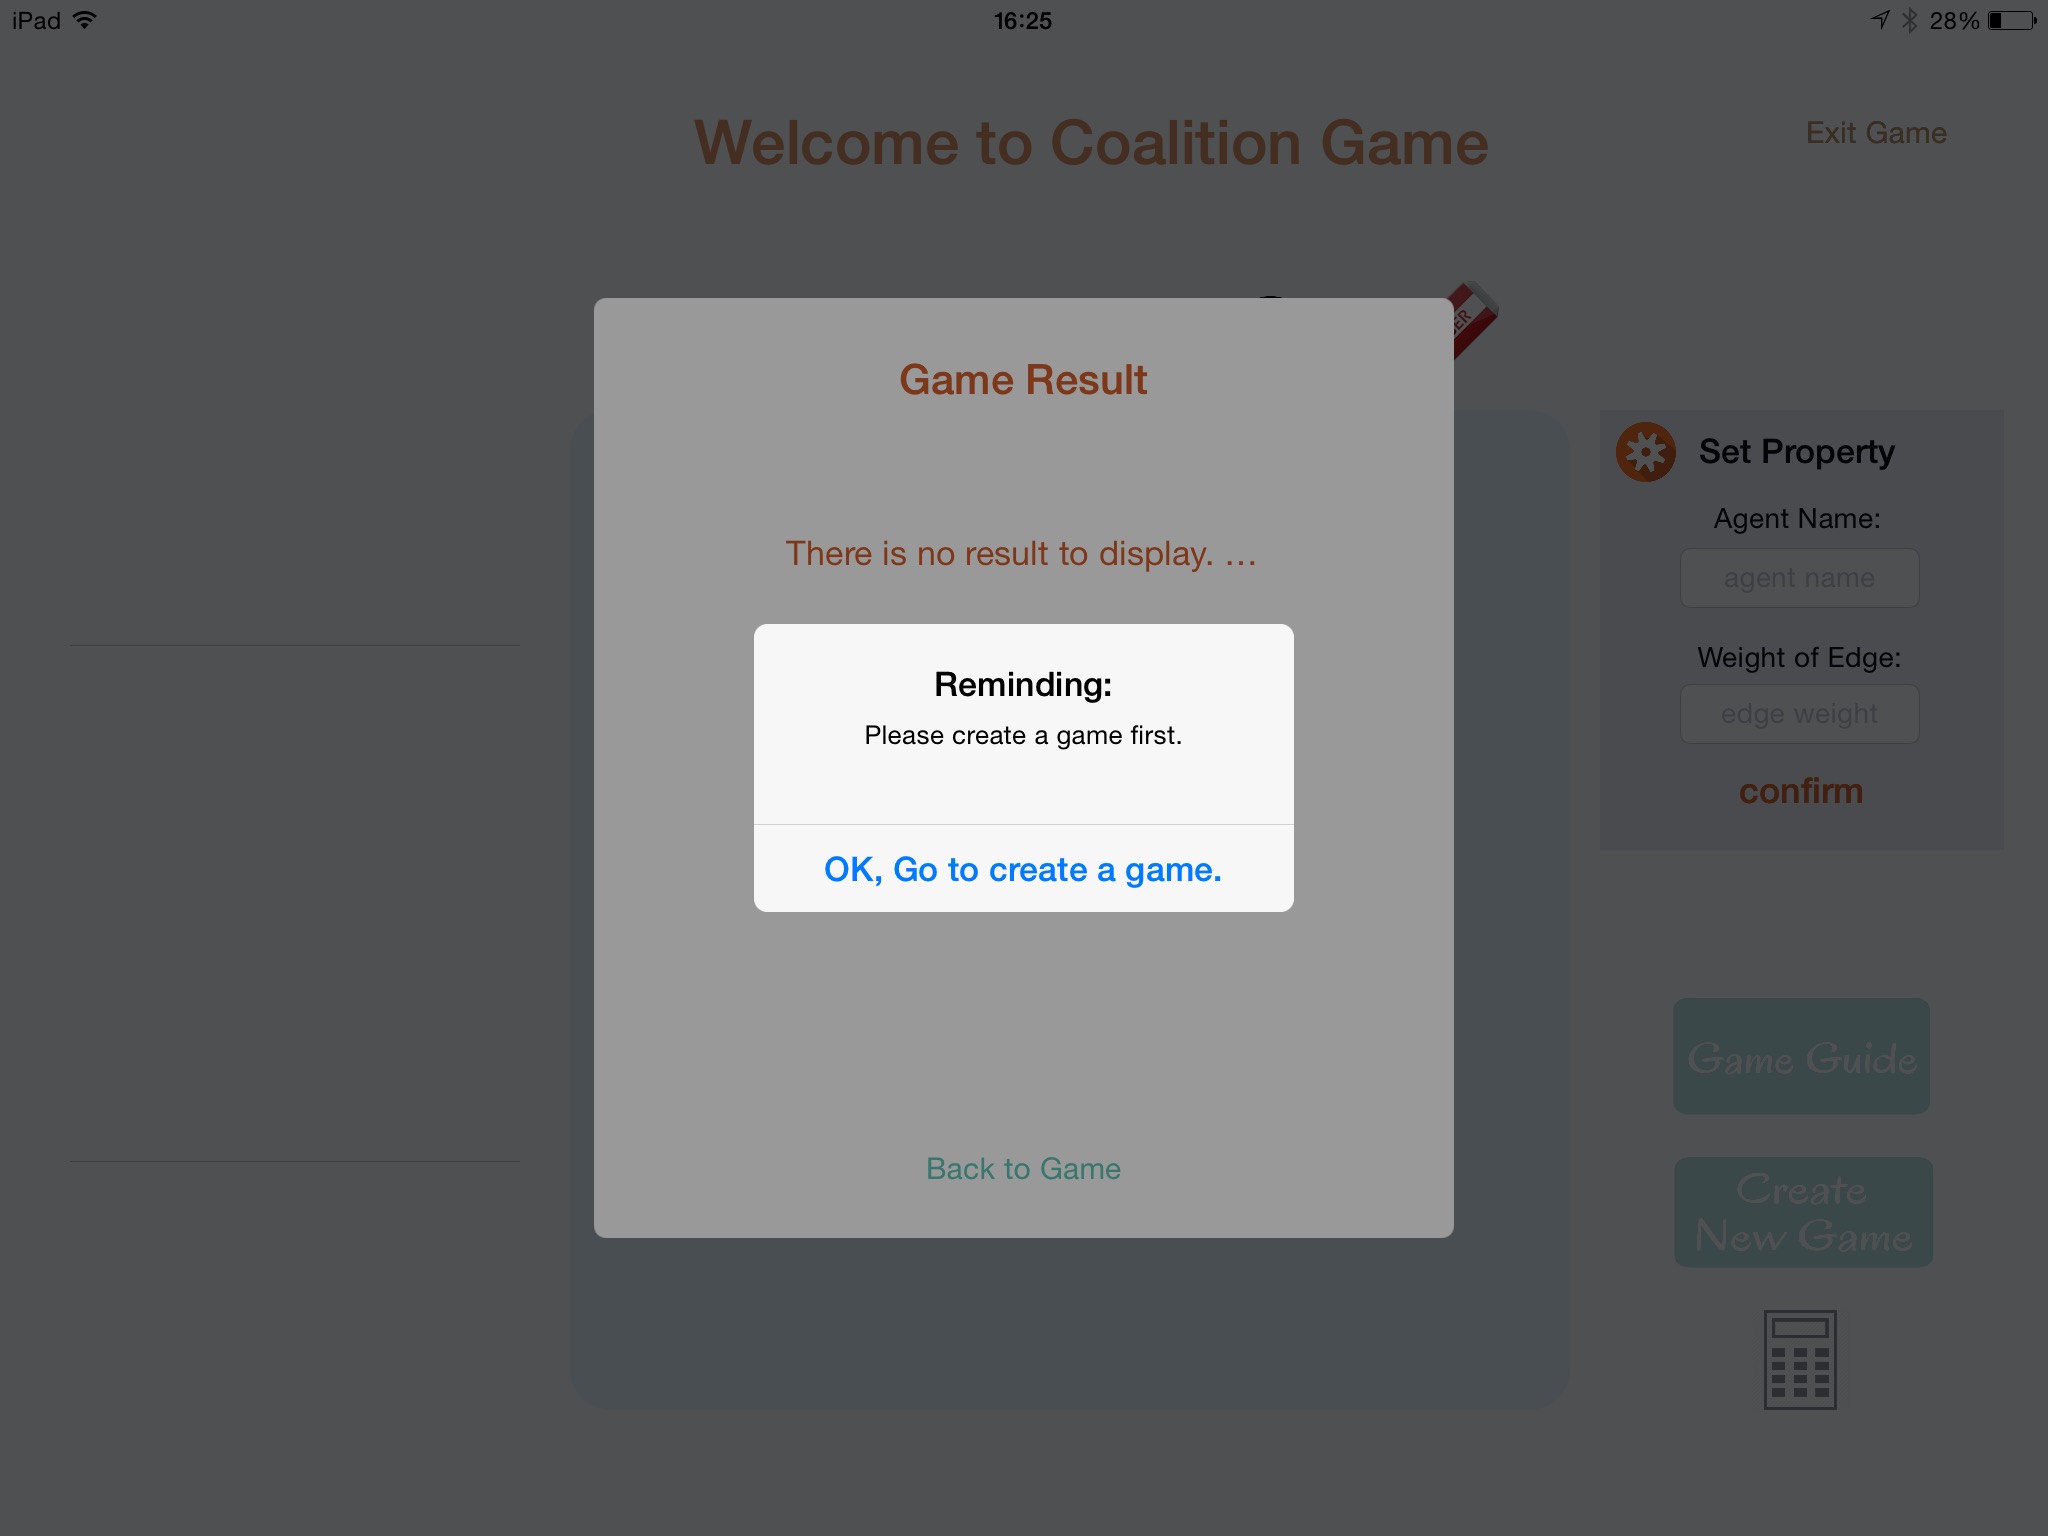 iPad
16:25
28%
Welcome to Coalition Game
Exit Game
Game Result
There is no result to display. ...
Reminding:
Please create a game first.
OK, Go to create a game.
Back to Game
Set Property
Agent Name:
agent name
Weight of Edge:
edge weight
confirm
Game Guide
Create
New Game